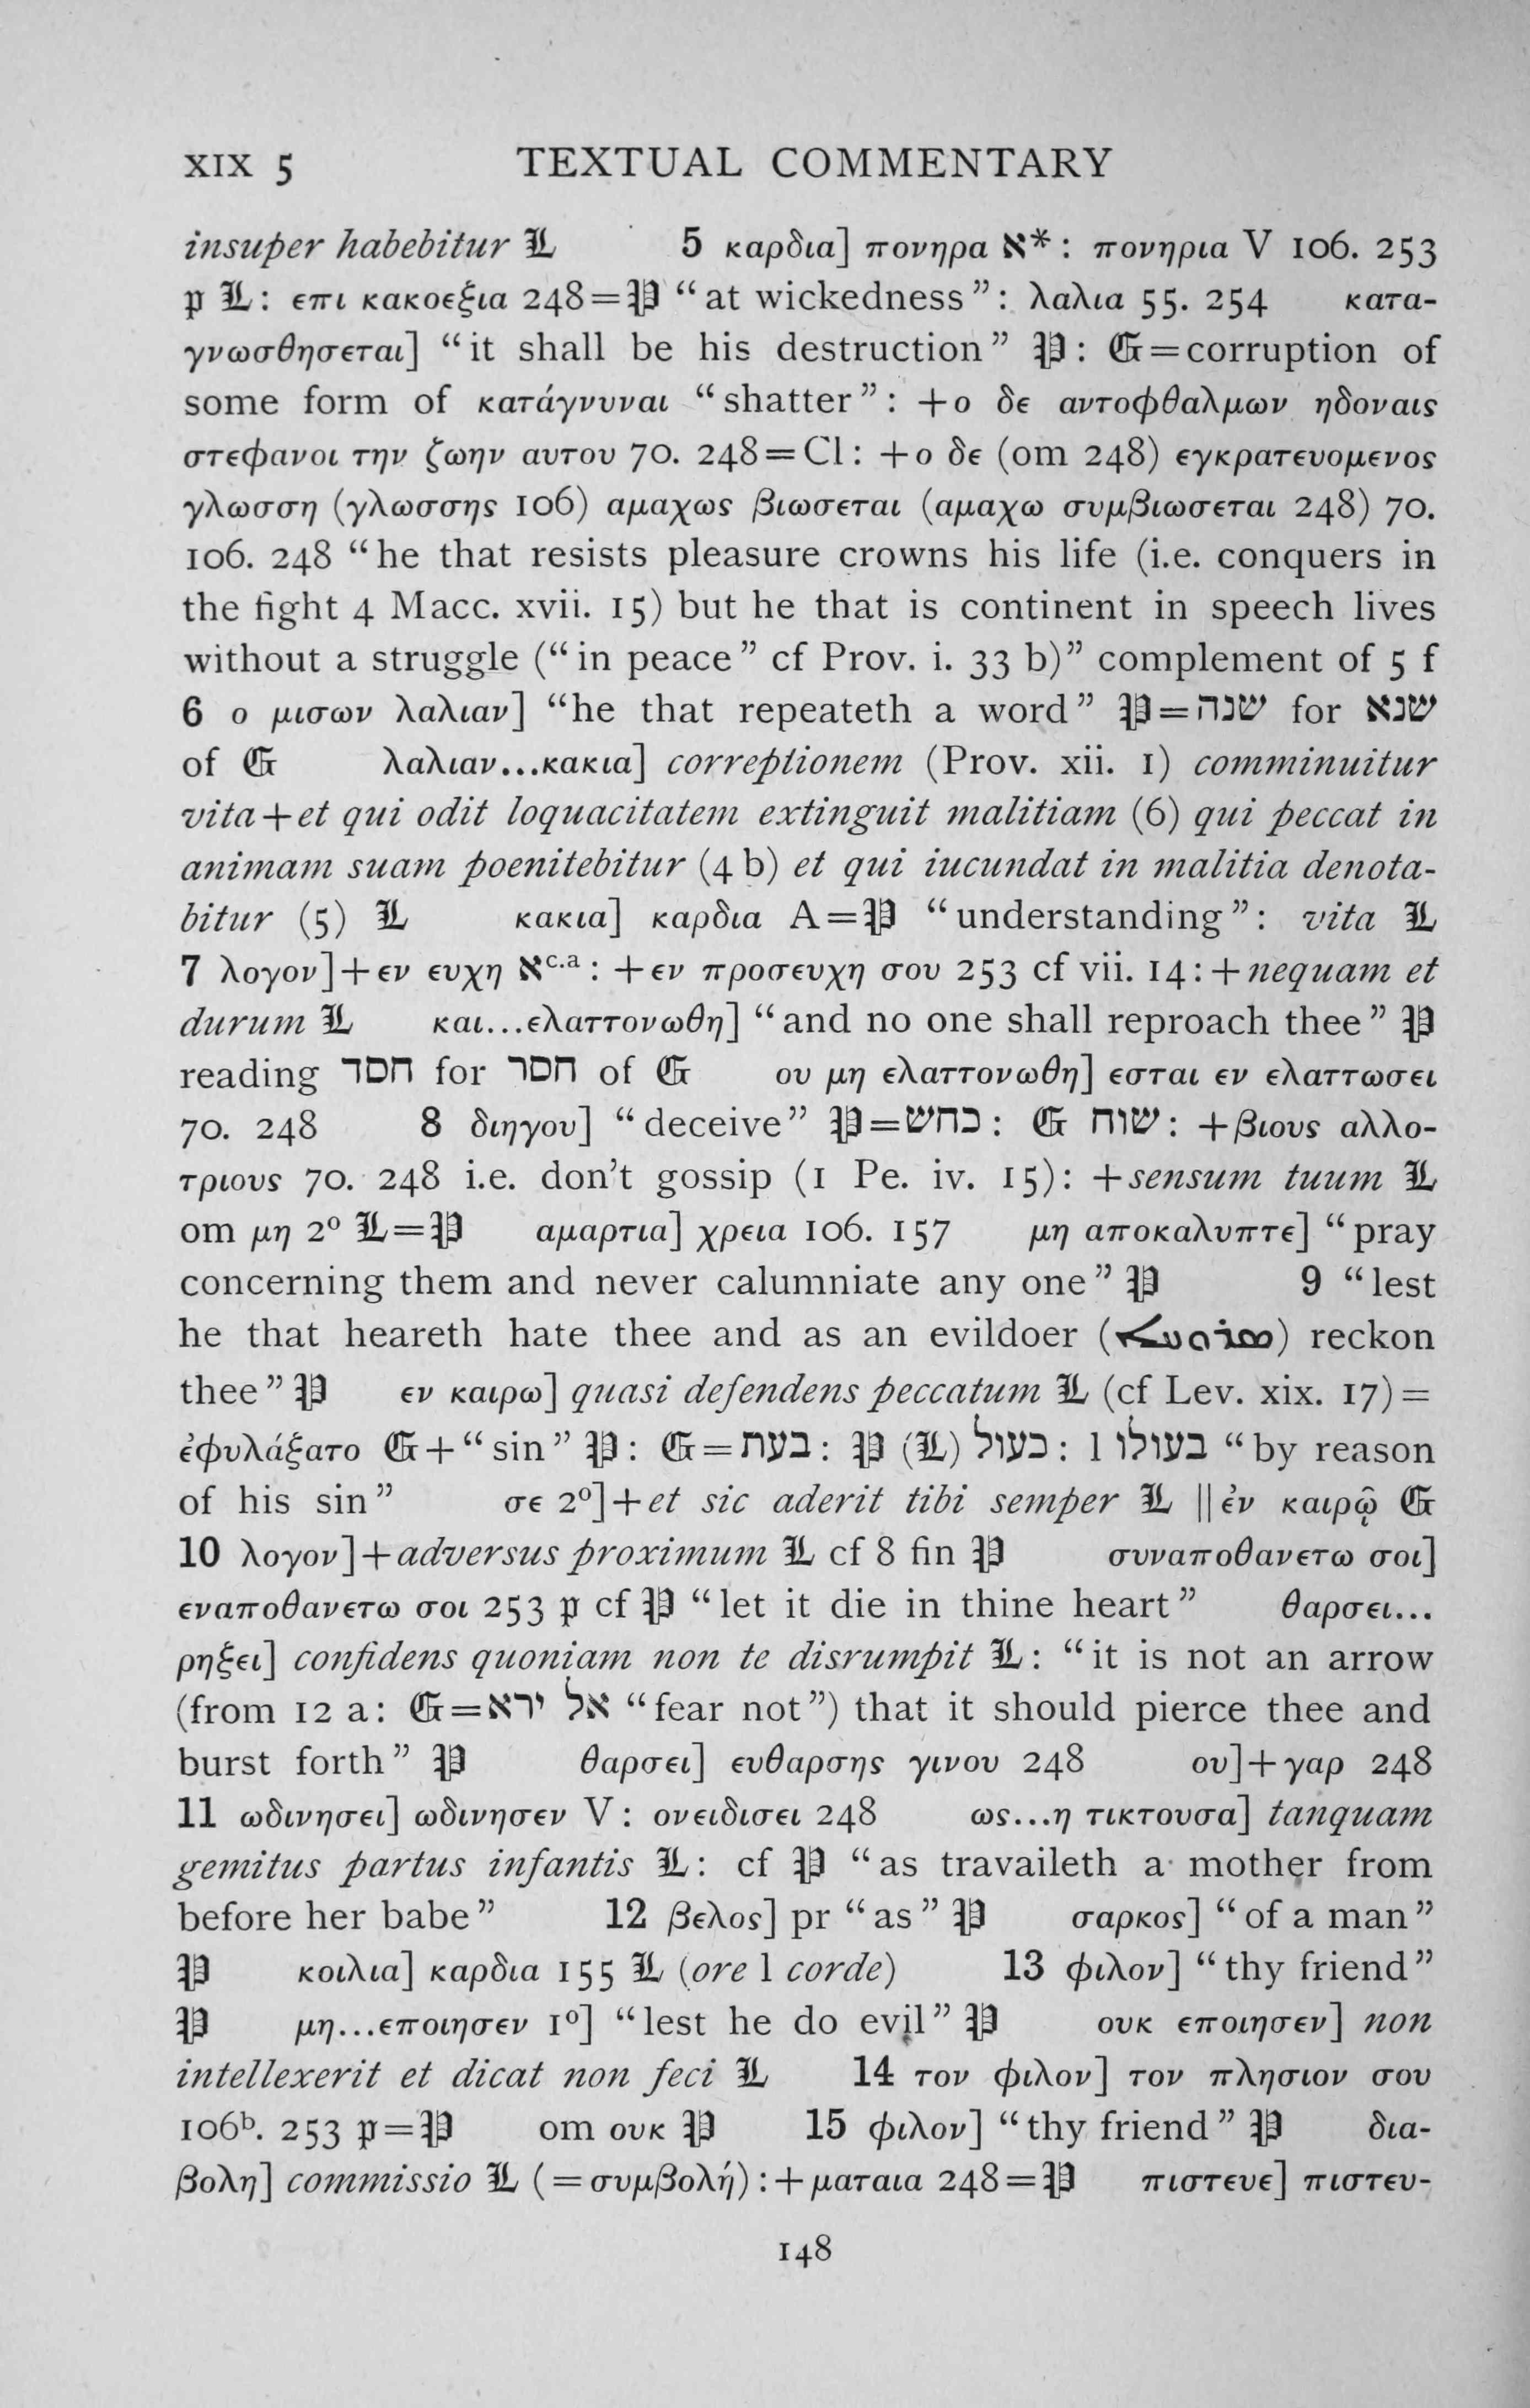 XIX 5 TEXTUAL COMMENTARY
insuper habebitur 𝕷 5 καρδια] πονηρα א* : πονηρια V 106. 253
𝔭 𝕷 : επι κακοεξια 248 = 𝕻 “at wickedness” : λαλια 55. 254 κατα-
γνωσθησεται] “it shall be his destruction” 𝕻 : 𝕲 = corruption of
some form of κατάγνυναι “shatter” : + ο δε αντοφθαλμων ηδοναις
στεφανοι την ζωην αυτου 70. 248 = Cl : + ο δε (om 248) εγκρατευομενος
γλωσση (γλωσσης 106) αμαχως βιωσεται (αμαχω συμβιωσεται 248) 70.
106. 248 “he that resists pleasure crowns his life (i.e. conquers in
the fight 4 Macc. xvii. 15) but he that is continent in speech lives
without a struggle (“in peace” cf Prov. i. 33 b)” complement of 5 f
6 ο μισων λαλιαν] “he that repeateth a word” 𝕻 = שנה for שנא
of 𝕲 λαλιαν...κακια] correptionem (Prov. xii. 1) comminuitur
vita + et qui odit loquacitatem extinguit malitiam (6) qui peccat in
animam suam poenitebitur (4 b) et qui iucundat in malitia denota-
bitur (5) 𝕷 κακια] καρδια A = 𝕻 “understanding” : vita 𝕷
7 λογον] + εν ευχη אc.a : + εν προσευχη σου 253 cf vii. 14 : + nequam et
durum 𝕷 και...ελαττονωθη] “and no one shall reproach thee” 𝕻
reading חסד for חסר of 𝕲 ου μη ελαττονωθη] εσται εν ελαττωσει
70. 248 8 διηγου] “deceive” 𝕻 = כחש : 𝕲 שוח : + βιους αλλο-
τριους 70. 248 i.e. don’t gossip (1 Pe. iv. 15) : + sensum tuum 𝕷
om μη 2º 𝕷 = 𝕻 αμαρτια] χρεια 106. 157 μη αποκαλυπτε] “pray
concerning them and never calumniate any one” 𝕻 9 “lest
he that heareth hate thee and as an evildoer () reckon
thee” 𝕻 εν καιρω] quasi defendens peccatum 𝕷 (cf Lev. xix. 17) =
ἐφυλάξατο 𝕲 + “sin” 𝕻 : 𝕲 = בעת : 𝕻 (𝕷) כעול : l בעולו “by reason
of his sin” σε 2º] + et sic aderit tibi semper 𝕷 || ἐν καιρῷ 𝕲
10 λογον] + adversus proximum 𝕷 cf 8 fin 𝕻 συναποθανετω σοι]
εναποθανετω σοι 253 𝔭 cf 𝕻 “let it die in thine heart” θαρσει...
ρηξει] confidens quoniam non te disrumpit 𝕷 : “it is not an arrow
(from 12 a : 𝕲 = אל ירא “fear not”) that it should pierce thee and
burst forth” 𝕻 θαρσει] ευθαρσης γινου 248 ου] + γαρ 248
11 ωδινησει] ωδινησεν V : ονειδισει 248 ως...η τικτουσα] tanquam
gemitus partus infantis 𝕷 : cf 𝕻 “as travaileth a mother from
before her babe” 12 βελος] pr “as” 𝕻 σαρκος] “of a man”
𝕻 κοιλια] καρδια 155 𝕷 (ore l corde) 13 φιλον] “thy friend”
𝕻 μη...εποιησεν 1º] “lest he do evil” 𝕻 ουκ εποιησεν] non
intellexerit et dicat non feci 𝕷 14 τον φιλον] τον πλησιον σου
106b. 253 𝔭 = 𝕻 om ουκ 𝕻 15 φιλον] “thy friend” 𝕻 δια-
βολη] commissio 𝕷 (= συμβολή) : + ματαια 248 = 𝕻 πιστευε] πιστευ-
148